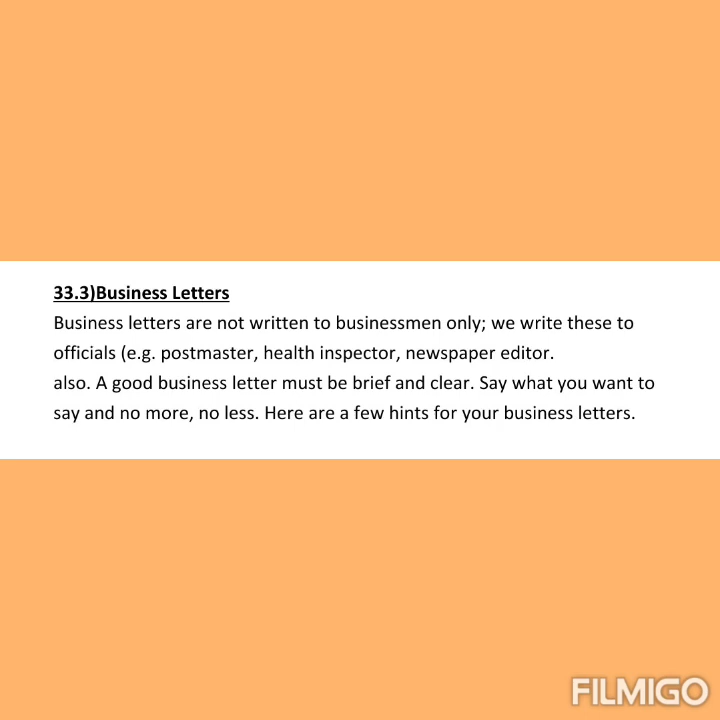 33.3)Business Letters
Business letters are not written to businessmen only; we write these to
officials (e.g. postmaster, health inspector, newspaper editor.
also. A good business letter must be brief and clear. Say what you want to
say and no more, no less. Here are a few hints for your business letters.
FILMIGO